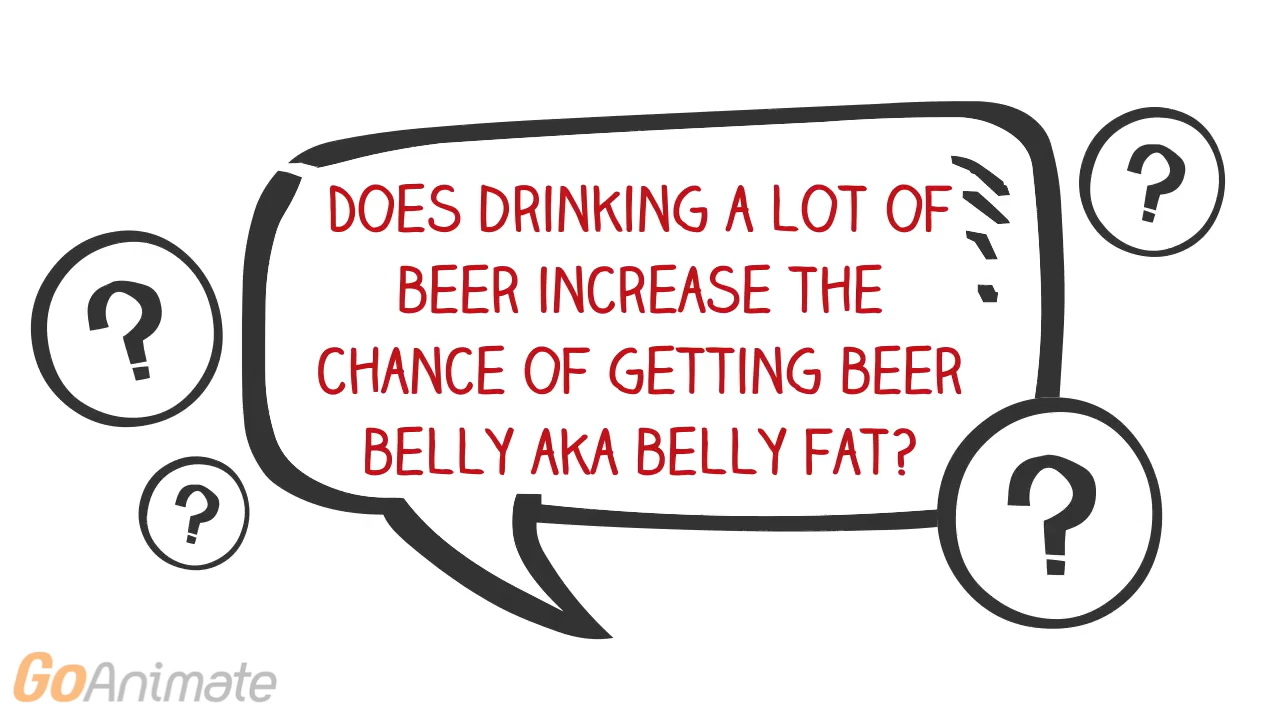 DOES DRINKING A LOT OF
BEER INCREASE THE
CHANCE OF GETTING BEER
BELLY AKA BELLY FAT?
?
?
?
?
GoAnimate